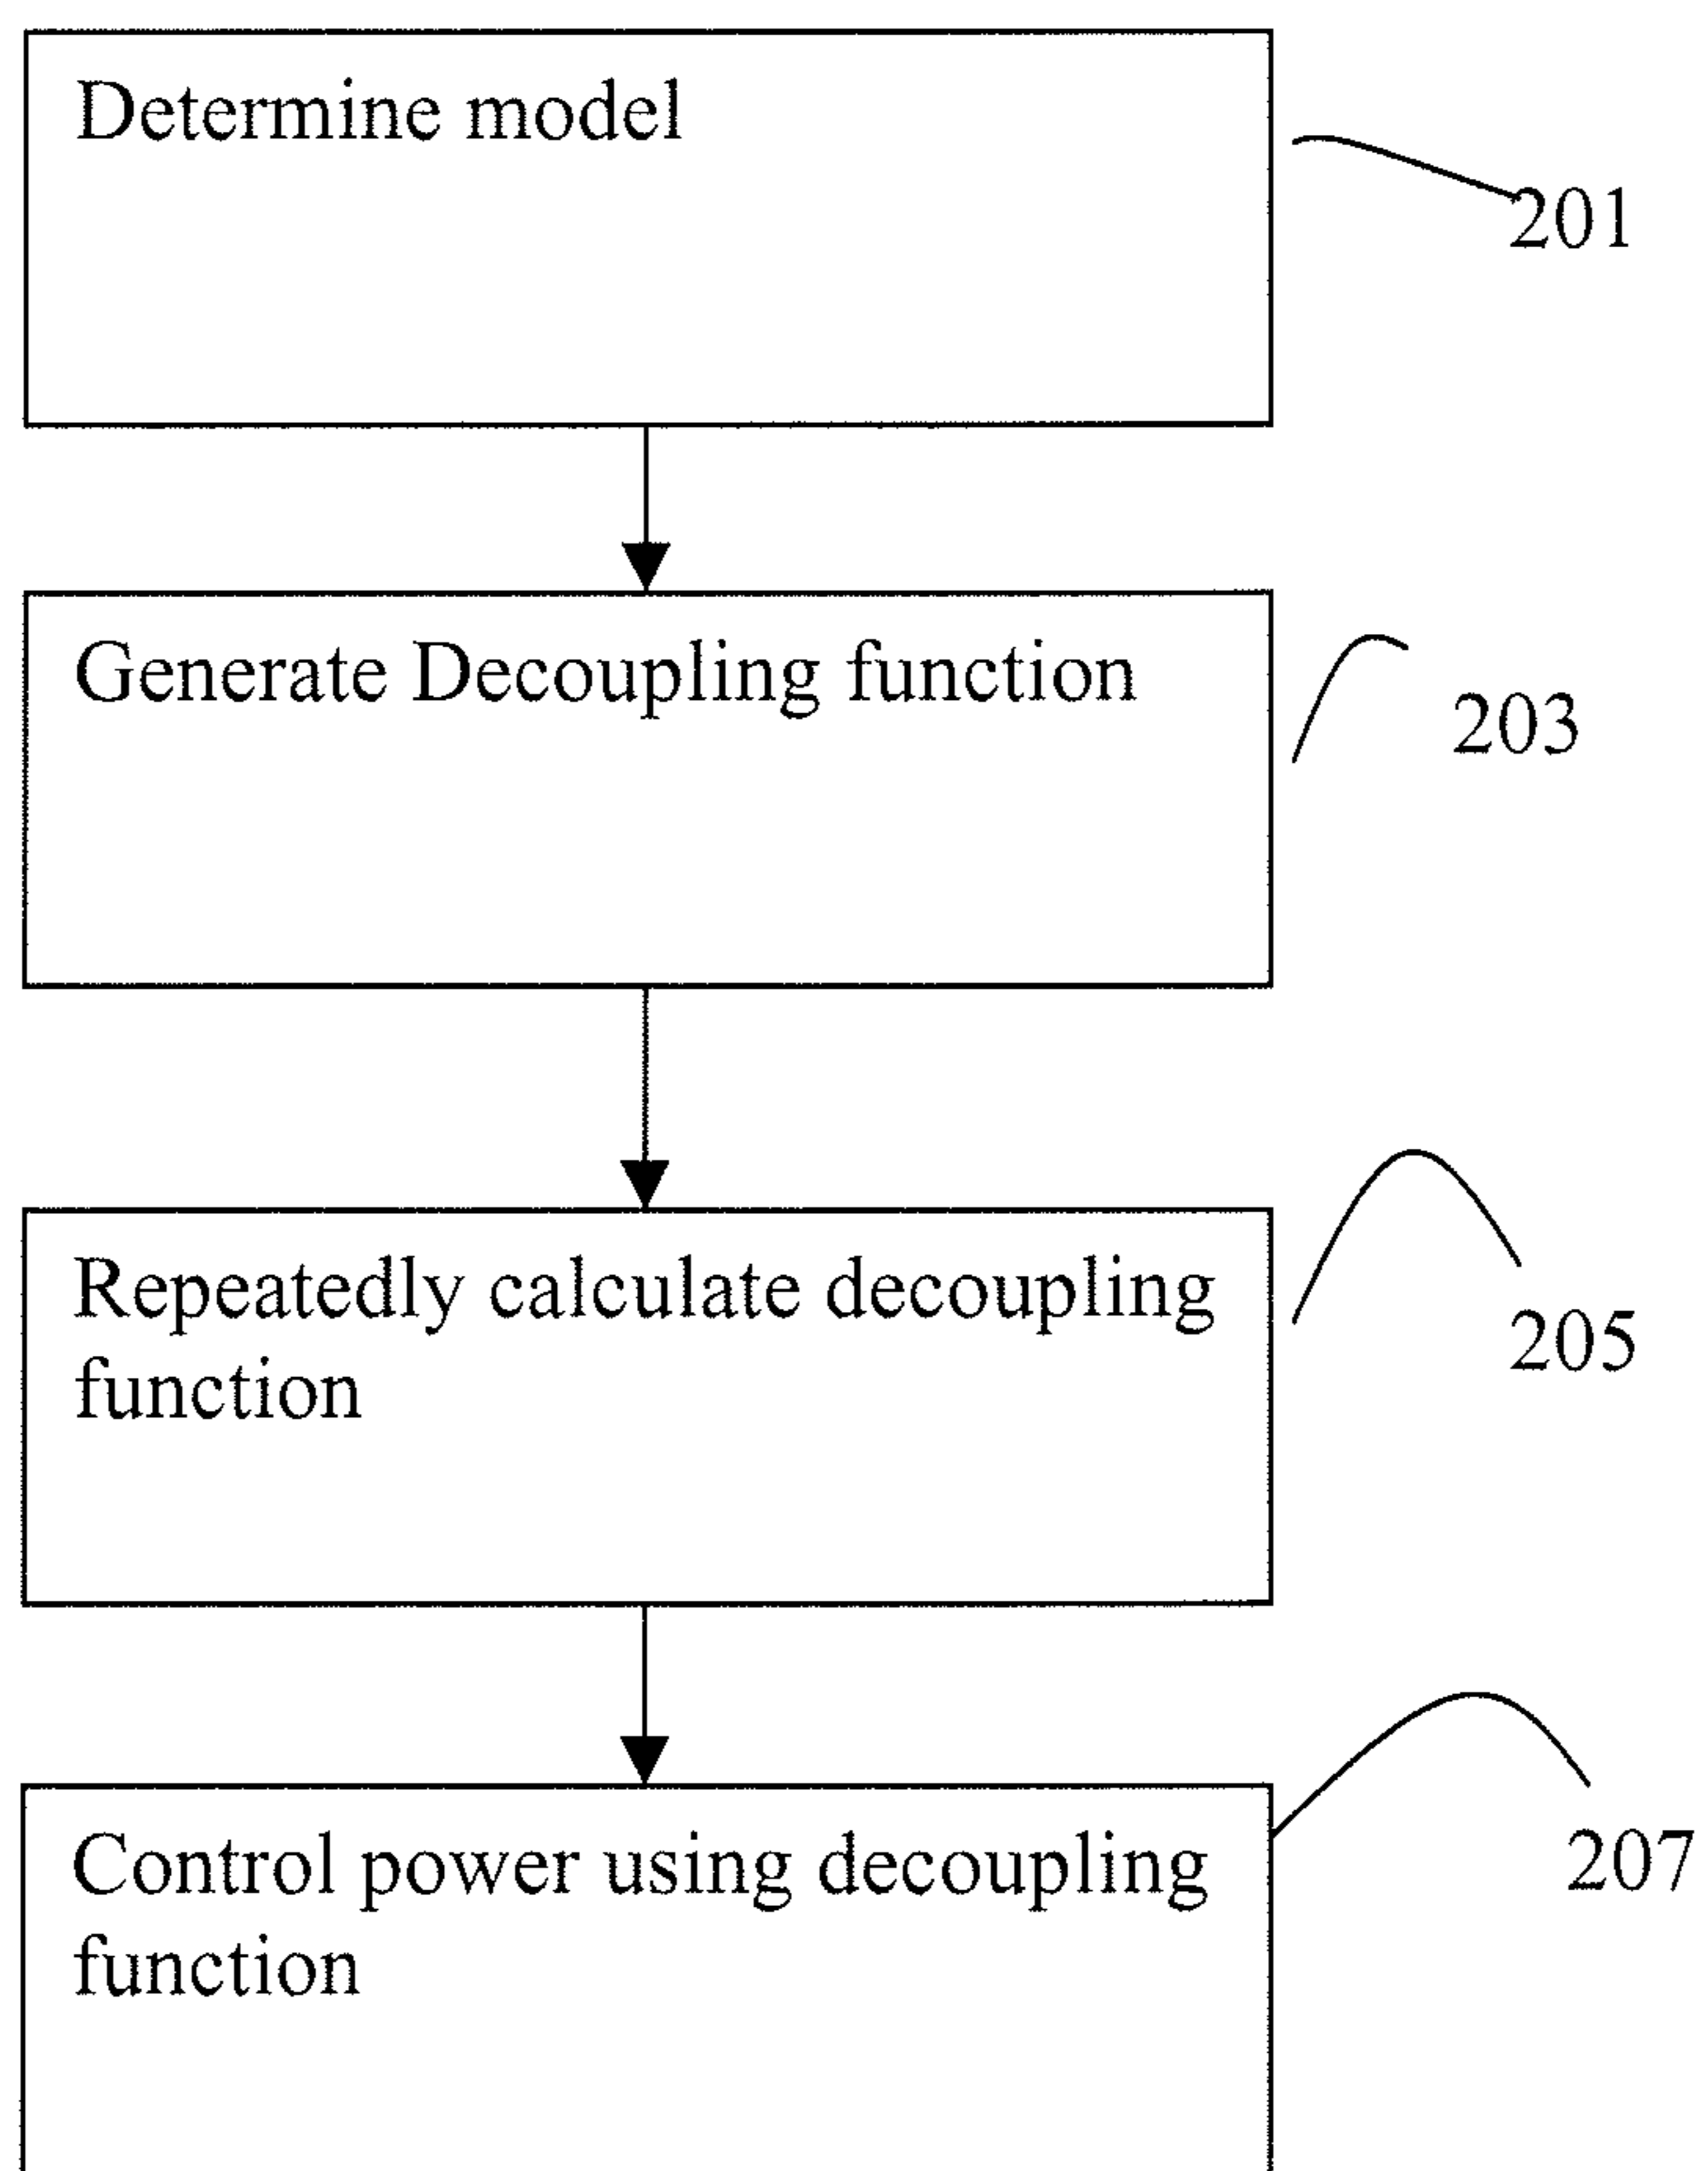 Determine model
201
Generate Decoupling function
203
Repeatedly calculate decoupling
function
205
Control power using decoupling
function
207